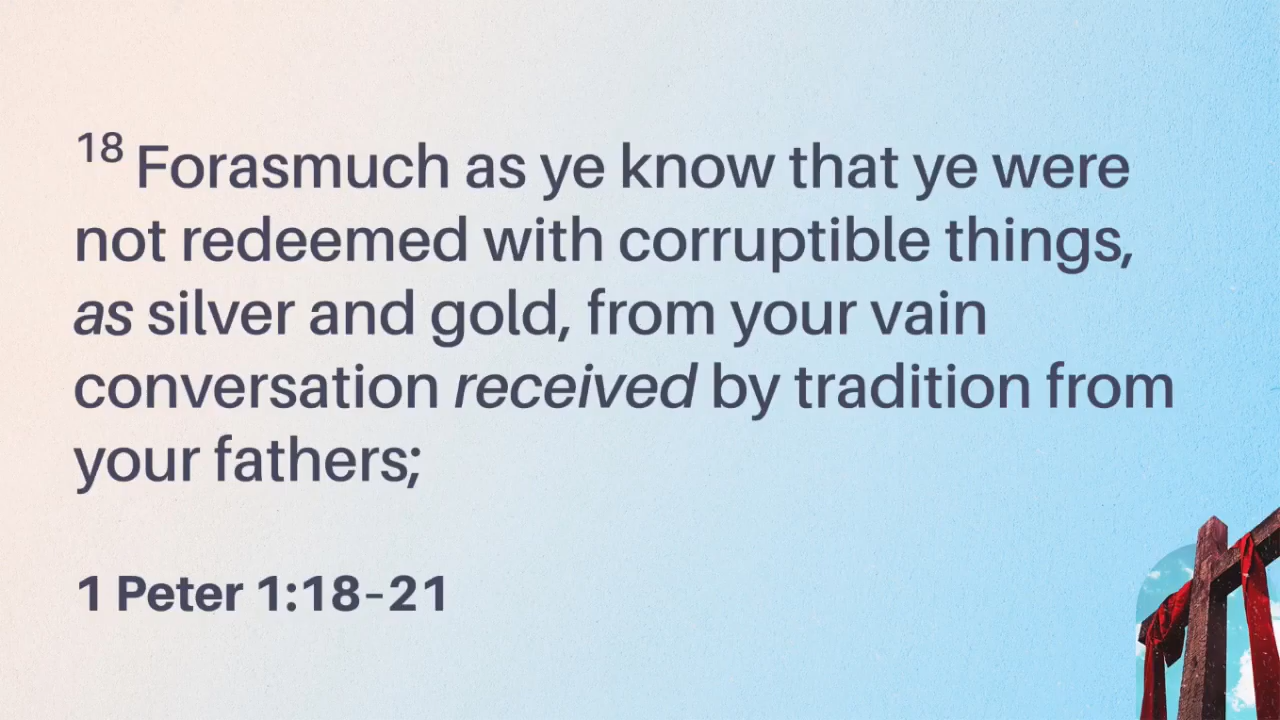 18 Forasmuch as ye know that ye were
not redeemed with corruptible things,
as silver and gold, from your vain
conversation received by tradition from
your fathers;
1 Peter 1:18–21